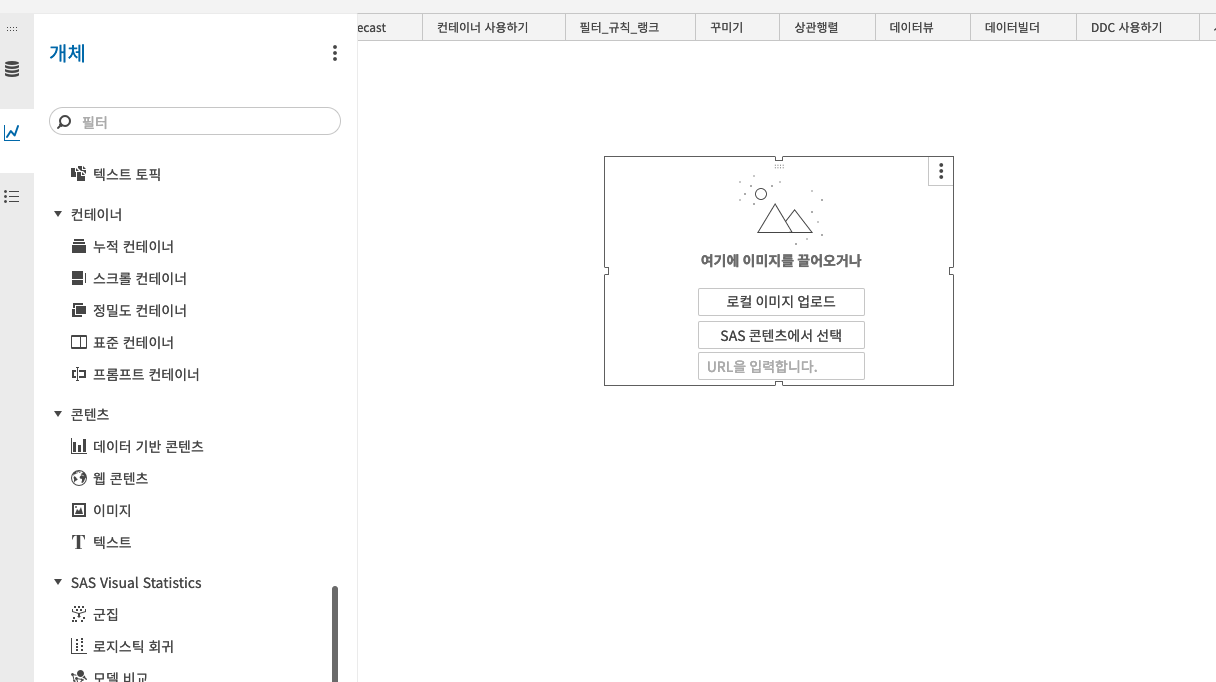 ecast
컨테이너 사용하기
필터_규칙_랭크
꾸미기
상관행렬
데이터뷰
데이터빌더
DDC 사용하기
개체
필터
텍스트 토픽
컨테이너
누적 컨테이너
스크롤 컨테이너
정밀도 컨테이너
표준 컨테이너
프롬프트 컨테이너
콘텐츠
데이터 기반 콘텐츠
웹 콘텐츠
이미지
텍스트
SAS Visual Statistics
군집
로지스틱 회귀
모델 비교
여기에 이미지를 끌어오거나
로컬 이미지 업로드
SAS 콘텐츠에서 선택
URL을 입력합니다.